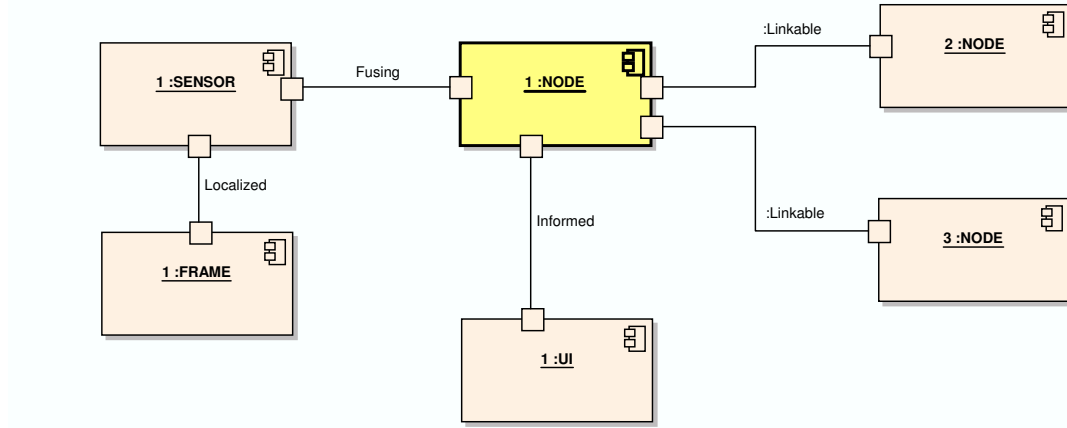 :Linkable
2 :NODE
1 :SENSOR
Fusing
1 :NODE
Localized
:Linkable
Informed
3 :NODE
1 :FRAME
1 :UI